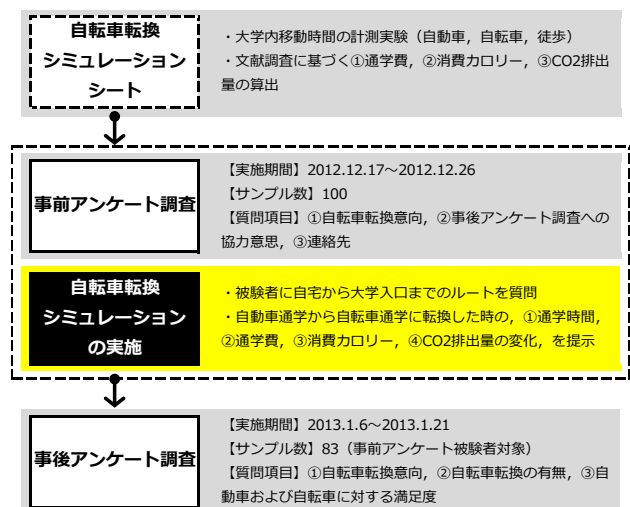 自転車転換
シミュレーション
シート
・大学内移動時間の計測実験（自動車，自転車，徒歩）
・文献調査に基づく①通学費，②消費カロリー，③CO2排出
量の算出
事前アンケート調査
【実施期間】2012.12.17～2012.12.26
【サンプル数】100
【質問項目】①自転車転換意向，②事後アンケート調査への
協力意思，③連絡先
自転車転換
シミュレーション
の実施
・被験者に自宅から大学入口までのルートを質問
・自動車通学から自転車通学に転換した時の，①通学時間，
②通学費，③消費カロリー，④CO2排出量の変化，を提示
事後アンケート調査
【実施期間】2013.1.6～2013.1.21
【サンプル数】83（事前アンケート被験者対象）
【質問項目】①自転車転換意向，②自転車転換の有無，③自
動車および自転車に対する満足度